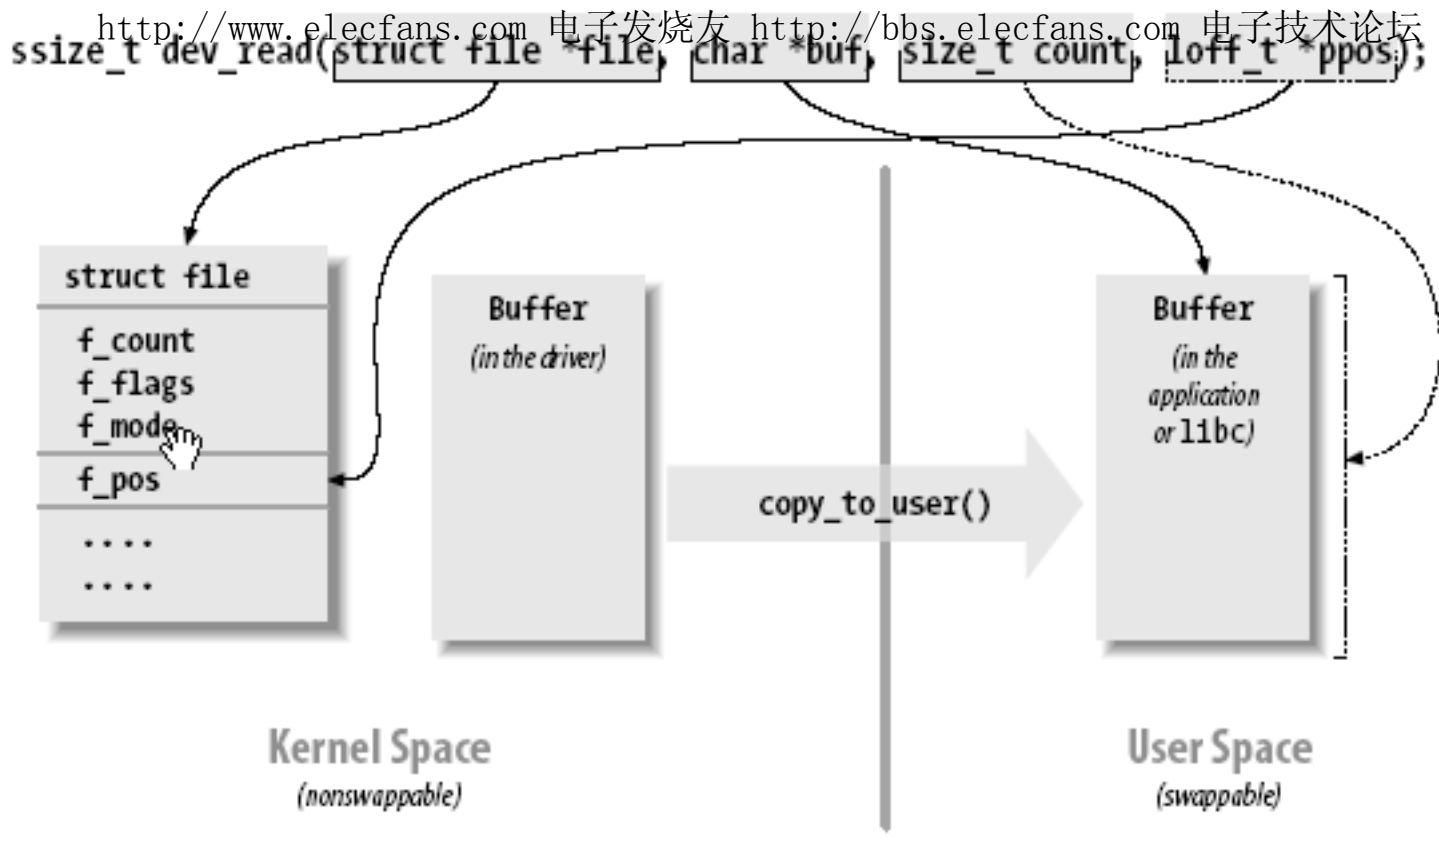 http://www.elecfans.com 电子发烧友 http://bbs.elecfans.com 电子技术论坛
ssize_t dev_read(struct file *file, char *buf, size_t count, loff_t *ppos);
struct file
f_count
f_flags
f_mode
f_pos
....
....
Buffer
(in the driver)
copy_to_user()
Buffer
(in the
application
or libc)
Kernel Space
(nonswappable)
User Space
(swappable)